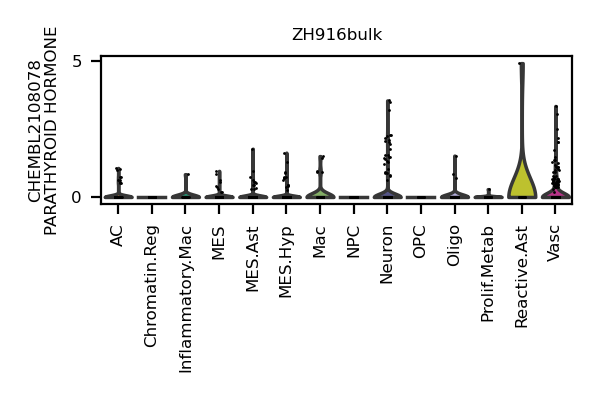 ZH916bulk
CHEMBL2108078
PARATHYROID HORMONE
5
0
AC
Chromatin.Reg
Inflammatory.Mac
MES
MES.Ast
MES.Hyp
Mac
NPC
Neuron
OPC
Oligo
Prolif.Metab
Reactive.Ast
Vasc